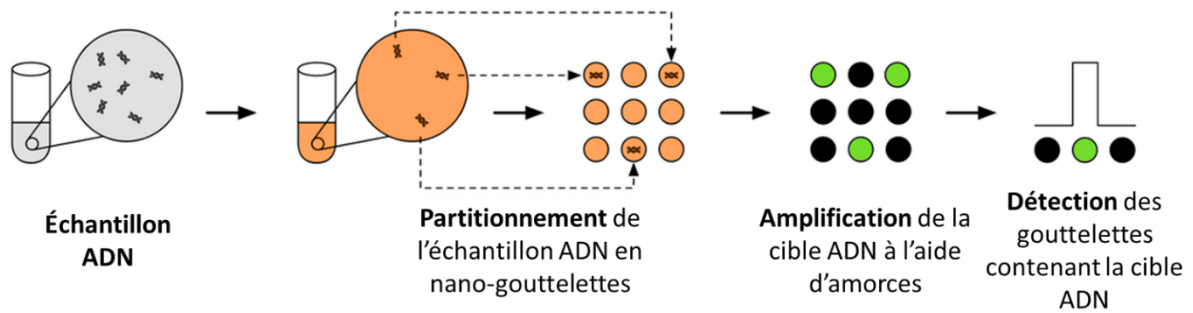 Échantillon
ADN
Partitionnement de
l’échantillon ADN en
nano-gouttelettes
Amplification de la
cible ADN à l’aide
d’amorces
Détection des
gouttelettes
contenant la cible
ADN